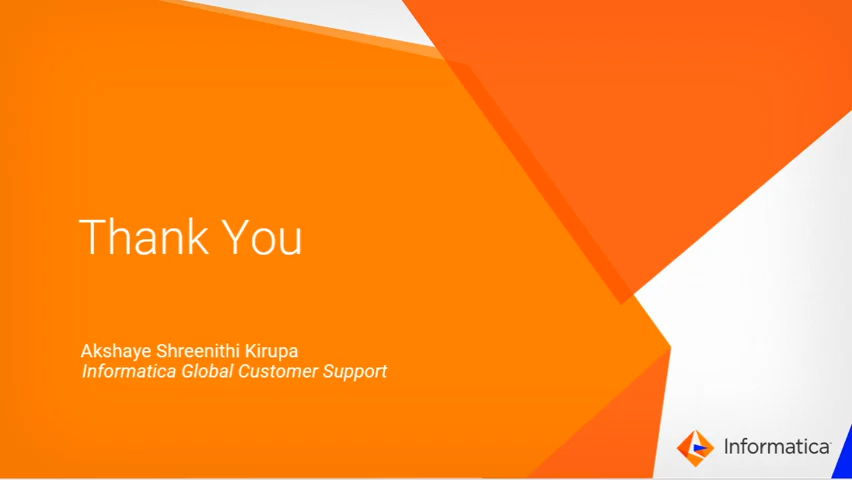 Thank You
Akshaye Shreenithi Kirupa
Informatica Global Customer Support
Informatica